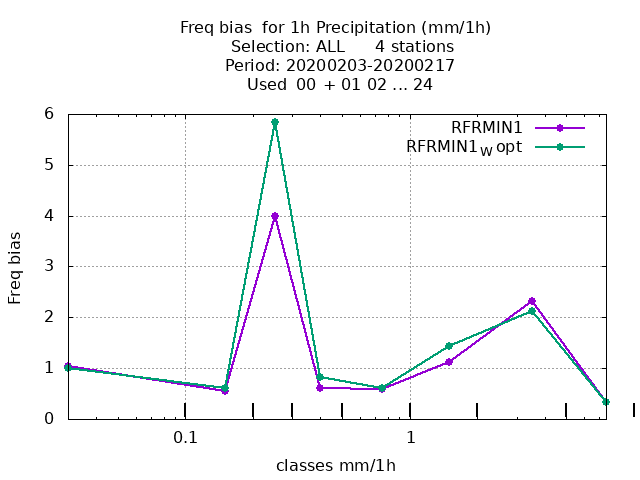 Freq bias  for 1h Precipitation (mm/1h)
Selection: ALL      4 stations
Period: 20200203-20200217
Used  00 + 01 02 ... 24
RFRMIN1
RFRMIN1W opt
6
5
4
3
2
1
0
Freq bias
0.1 1
classes mm/1h